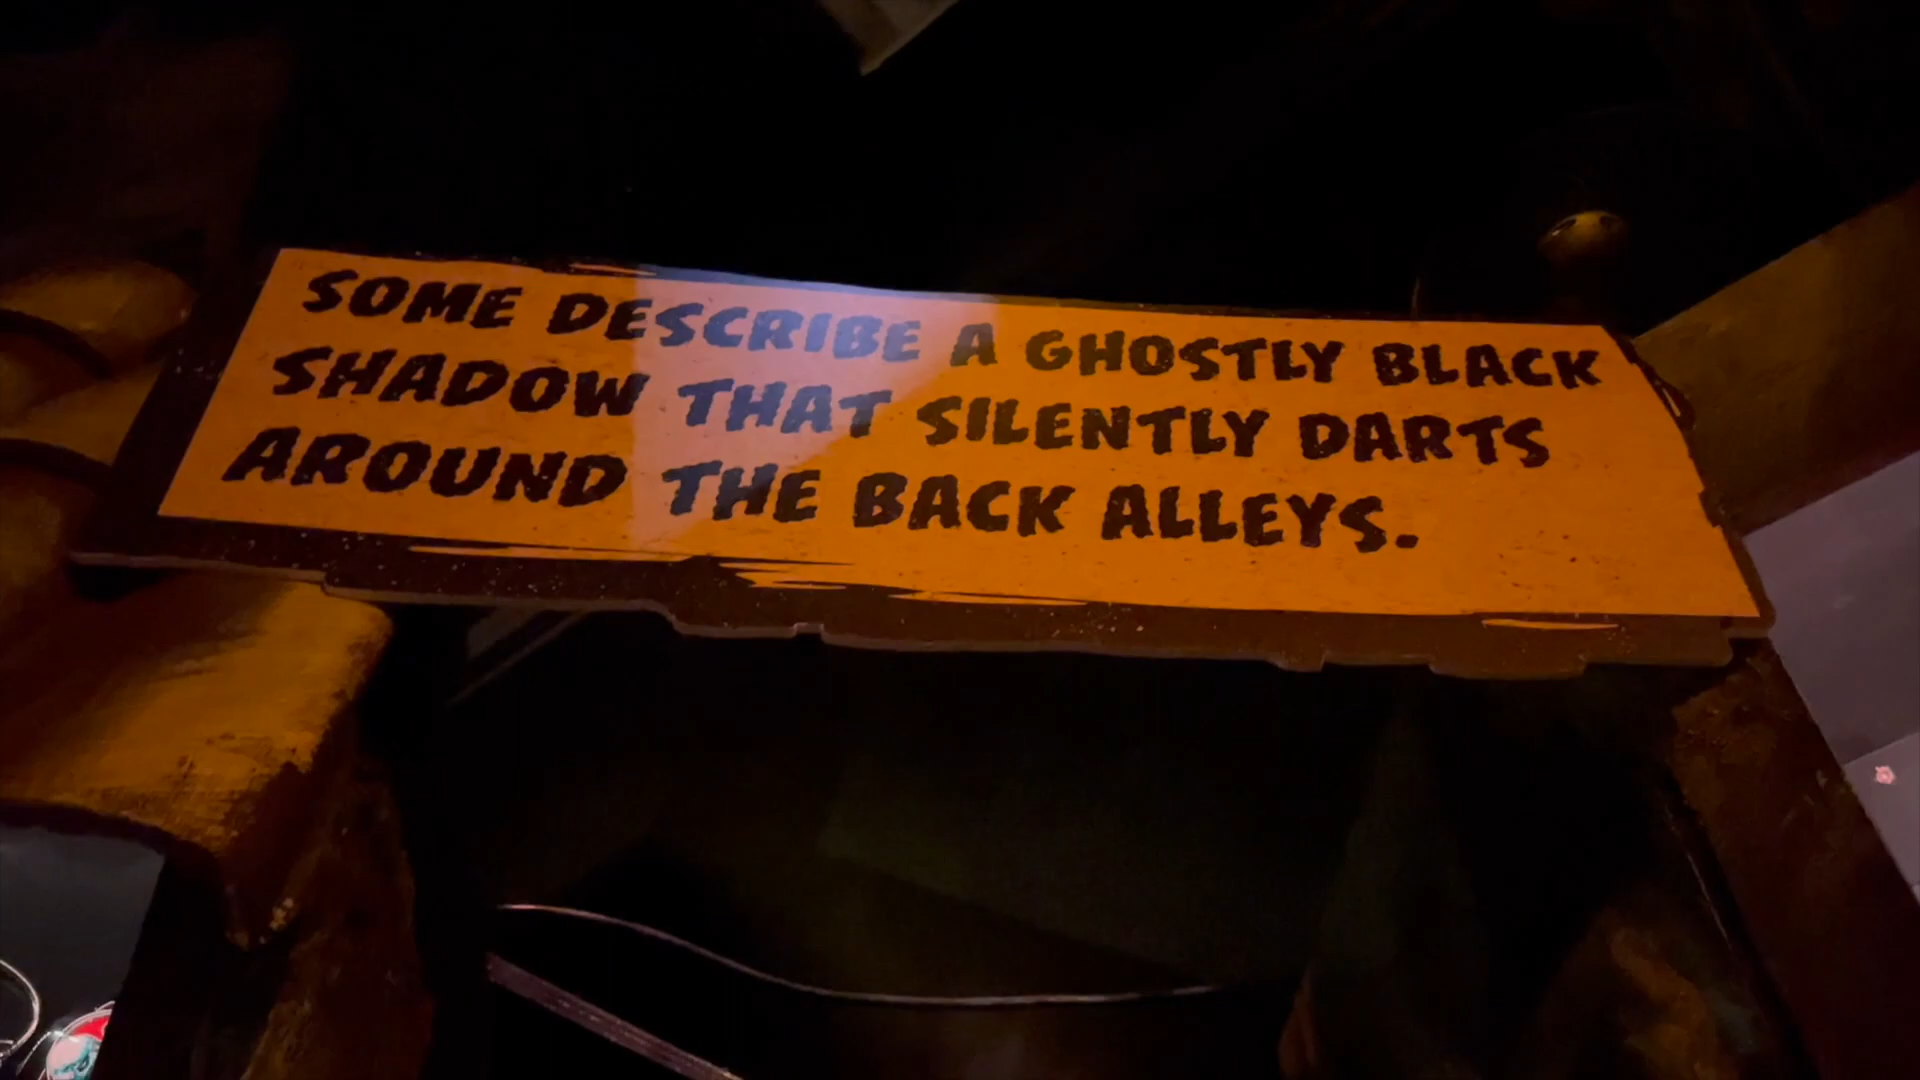 SOME DESCRIBE A GHOSTLY BLACK
SHADOW THAT SILENTLY DARTS
AROUND THE BACK ALLEYS.